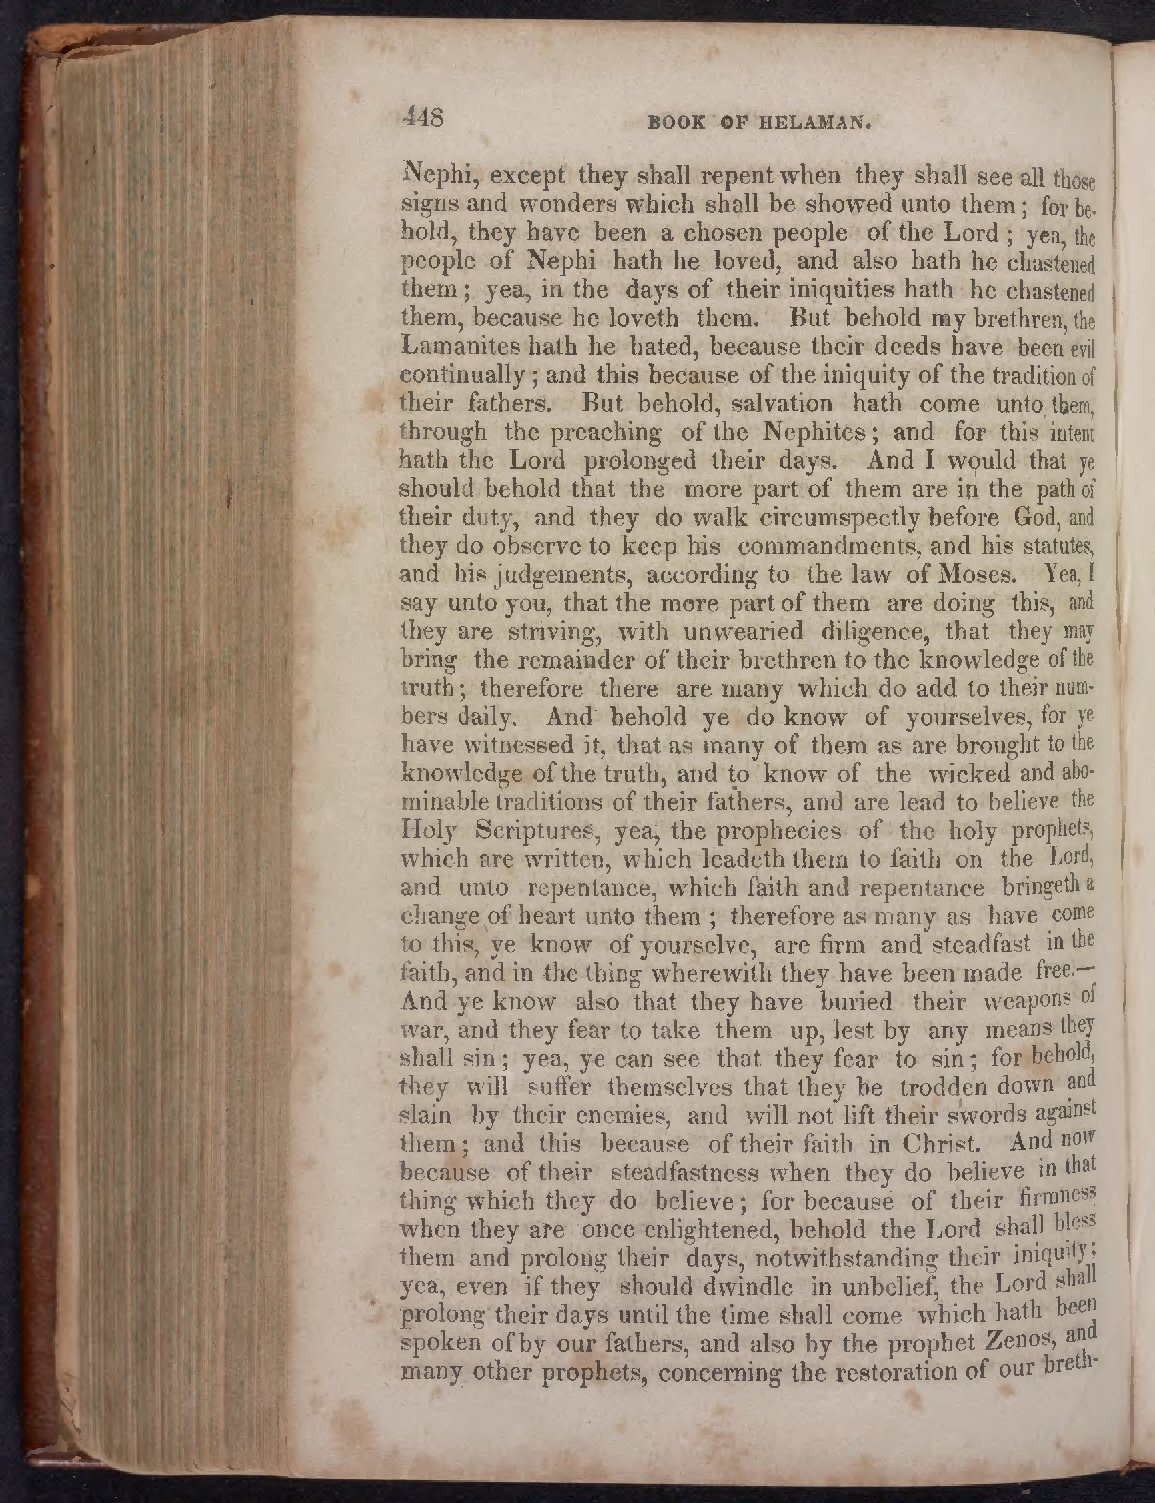 448
BOOK OF HELAMAN.
Nephi, except they shall repent when they shall see all those
signs and wonders which shall be showed unto them; for be-
hold, they have been a chosen people of the Lord; yea, the
people of Nephi hath he loved, and also hath he chastened
them; yea, in the days of their iniquities hath he chastened
them, because he loveth them. But behold my brethren, the
Lamanites hath he hated, because their deeds have been evil
continually; and this because of the iniquity of the tradition of
their fathers. But behold, salvation hath come unto them,
through the preaching of the Nephites; and for this intent
hath the Lord prolonged their days. And I would that ye
should behold that the more part of them are in the path of
their duty, and they do walk circumspectly before God, and
they do observe to keep his commandments, and his statutes,
and his judgements, according to the law of Moses. Yea, I
say unto you, that the more part of them are doing this, and
they are striving, with unwearied diligence, that they may
bring the remainder of their brethren to the knowledge of the
truth; therefore there are many which do add to their num-
bers daily. And behold ye do know of yourselves, for ye
have witnessed it, that as many of them as are brought to the
knowledge of the truth, and to know of the wicked and abo-
minable traditions of their fathers, and are lead to believe the
Holy Scriptures, yea, the prophecies of the holy prophets,
which are written, which leadeth them to faith on the Lord,
and unto repentance, which faith and repentance bringeth a
change of heart unto them; therefore as many as have come
to this, ye know of yourselve, are firm and steadfast in the
faith, and in the thing wherewith they have been made free.—
And ye know also that they have buried their weapons of
war, and they fear to take them up, lest by any means they
shall sin; yea, ye can see that they fear to sin; for behold,
they will suffer themselves that they be trodden down and
slain by their enemies, and will not lift their swords against
them; and this because of their faith in Christ. And now
because of their steadfastness when they do believe in that
thing which they do believe; for because of their firmness
when they are once enlightened, behold the Lord shall bless
them and prolong their days, notwithstanding their iniquity;
yea, even if they should dwindle in unbelief, the Lord shall
prolong their days until the time shall come which hath been
spoken of by our fathers, and also by the prophet Zenos, and
many other prophets, concerning the restoration of our breth-